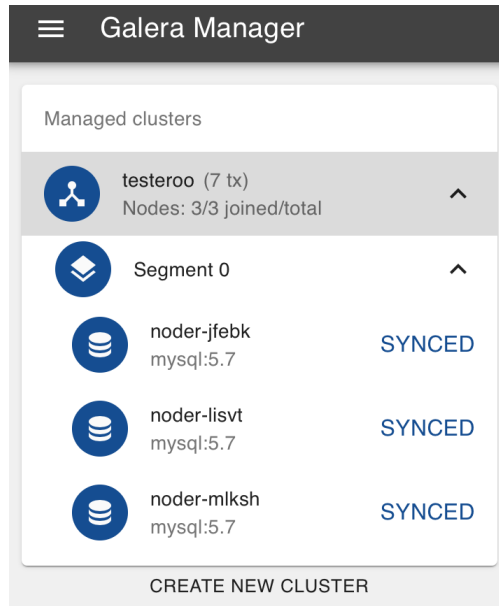 Galera Manager
Managed clusters
testeroo (7 tx)
Nodes: 3/3 joined/total
Segment 0
noder-jfebk
mysql:5.7
SYNCED
noder-lisvt
mysql:5.7
SYNCED
noder-mlksh
mysql:5.7
SYNCED
CREATE NEW CLUSTER